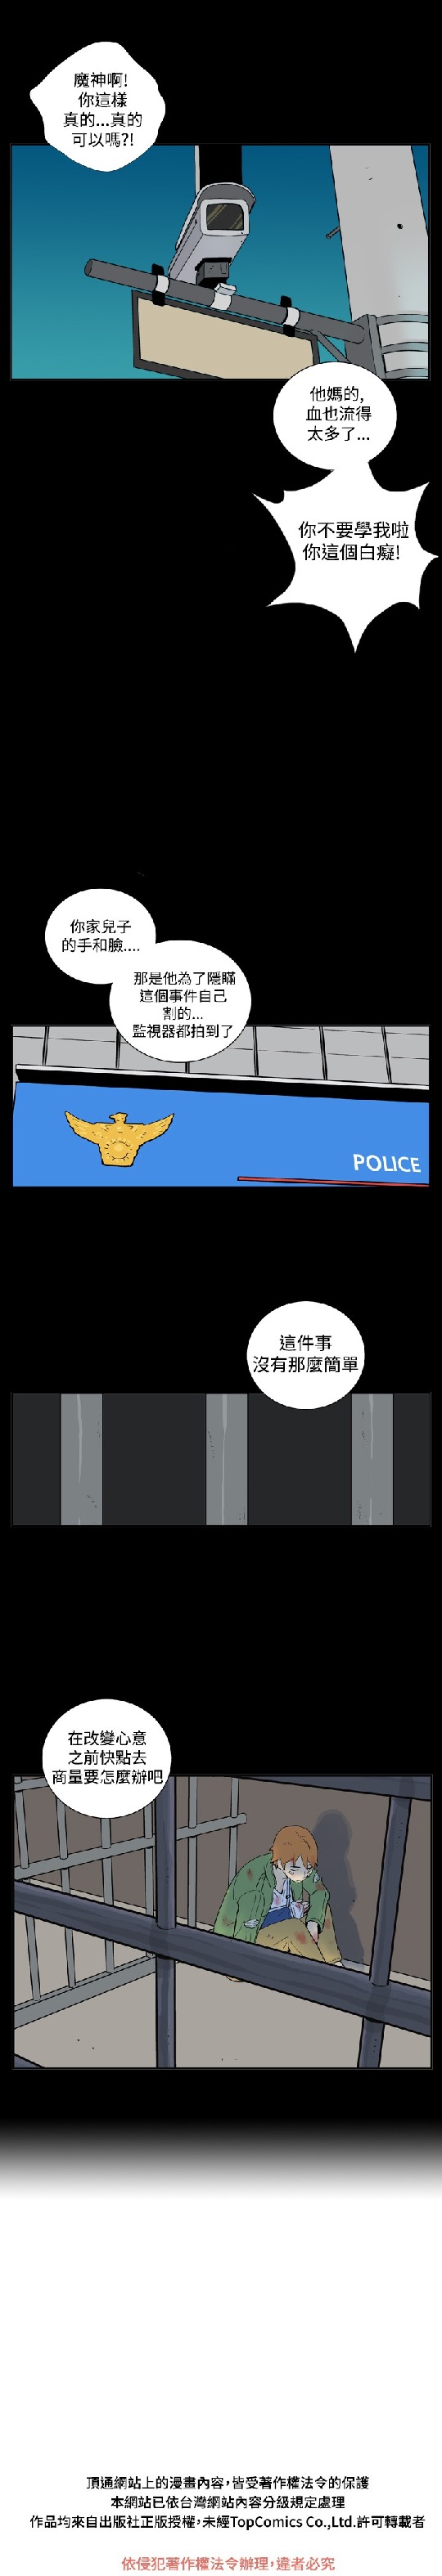 魔神啊!
你這樣
真的...真的
可以嗎?!
他媽的,
血也流得
太多了...
你不要學我啦
你這個白癡!
你家兒子
的手和臉....
那是他為了隱瞞
這個事件自己
割的...
監視器都拍到了
POLICE
這件事
沒有那麼簡單
在改變心意
之前快點去
商量要怎麼辦吧
頂通網站上的漫畫內容,皆受著作權法令的保護
本網站已依台灣網站內容分級規定處理
作品均來自出版社正版授權,未經TopComics Co.,Ltd.許可轉載者
依侵犯著作權法令辦理,違者必究